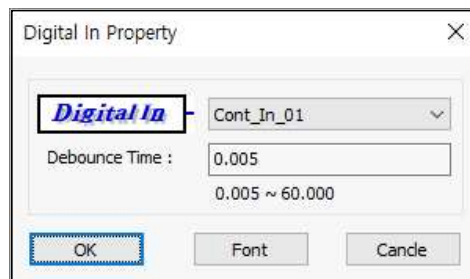 Digital In Property
Digital In
Cont_In_01
Debounce Time :
0.005
0.005 ~ 60.000
OK
Font
Cancle